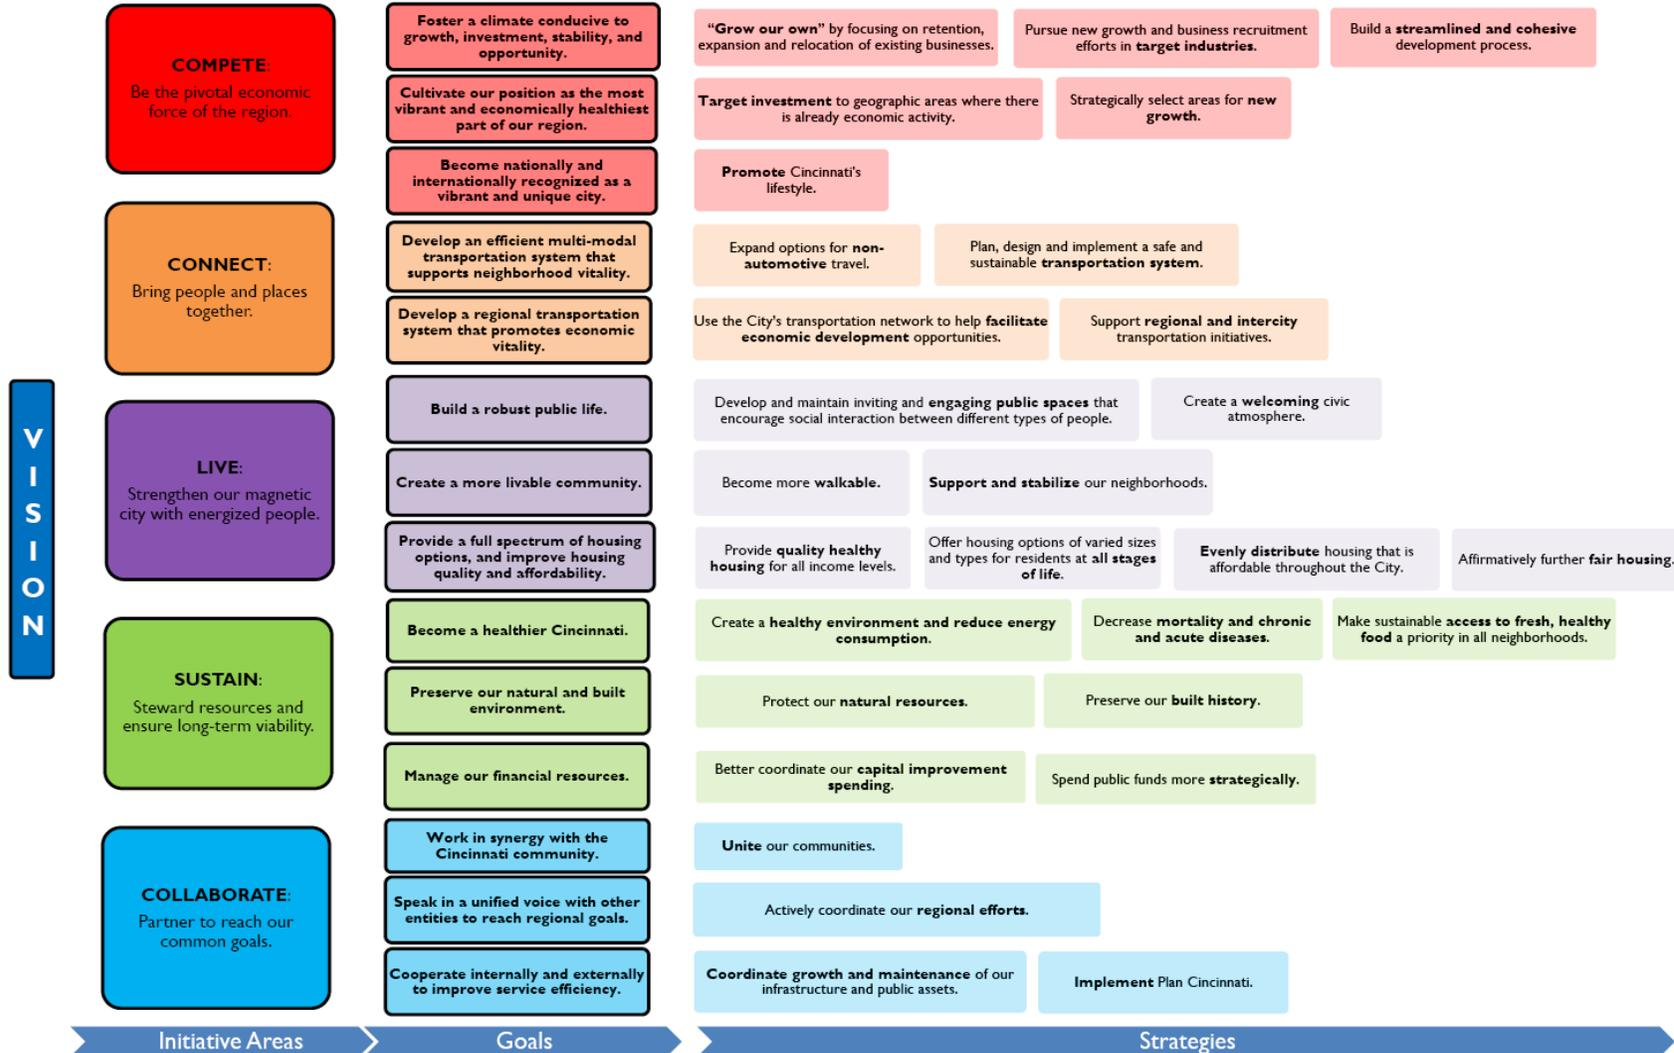 VISION
COMPETE:
Be the pivotal economic
force of the region.
Foster a climate conducive to
growth, investment, stability, and
opportunity.
“Grow our own” by focusing on retention,
expansion and relocation of existing businesses.
Pursue new growth and business recruitment
efforts in target industries.
Build a streamlined and cohesive
development process.
Cultivate our position as the most
vibrant and economically healthiest
part of our region.
Target investment to geographic areas where there
is already economic activity.
Strategically select areas for new
growth.
Become nationally and
internationally recognized as a
vibrant and unique city.
Promote Cincinnati's
lifestyle.
CONNECT:
Bring people and places
together.
Develop an efficient multi-modal
transportation system that
supports neighborhood vitality.
Expand options for non-
automotive travel.
Plan, design and implement a safe and
sustainable transportation system.
Develop a regional transportation
system that promotes economic
vitality.
Use the City’s transportation network to help facilitate
economic development opportunities.
Support regional and intercity
transportation initiatives.
LIVE:
Strengthen our magnetic
city with energized people.
Build a robust public life.
Develop and maintain inviting and engaging public spaces that
encourage social interaction between different types of people.
Create a welcoming civic
atmosphere.
Create a more livable community.
Become more walkable.
Support and stabilize our neighborhoods.
Provide a full spectrum of housing
options, and improve housing
quality and affordability.
Provide quality healthy
housing for all income levels.
Offer housing options of varied sizes
and types for residents at all stages
of life.
Evenly distribute housing that is
affordable throughout the City.
Affirmatively further fair housing.
SUSTAIN:
Steward resources and
ensure long-term viability.
Become a healthier Cincinnati.
Create a healthy environment and reduce energy
consumption.
Decrease mortality and chronic
and acute diseases.
Make sustainable access to fresh, healthy
food a priority in all neighborhoods.
Preserve our natural and built
environment.
Protect our natural resources.
Preserve our built history.
Manage our financial resources.
Better coordinate our capital improvement
spending.
Spend public funds more strategically.
COLLABORATE:
Partner to reach our
common goals.
Work in synergy with the
Cincinnati community.
Unite our communities.
Speak in a unified voice with other
entities to reach regional goals.
Actively coordinate our regional efforts.
Cooperate internally and externally
to improve service efficiency.
Coordinate growth and maintenance of our
infrastructure and public assets.
Implement Plan Cincinnati.
Initiative Areas
Goals
Strategies